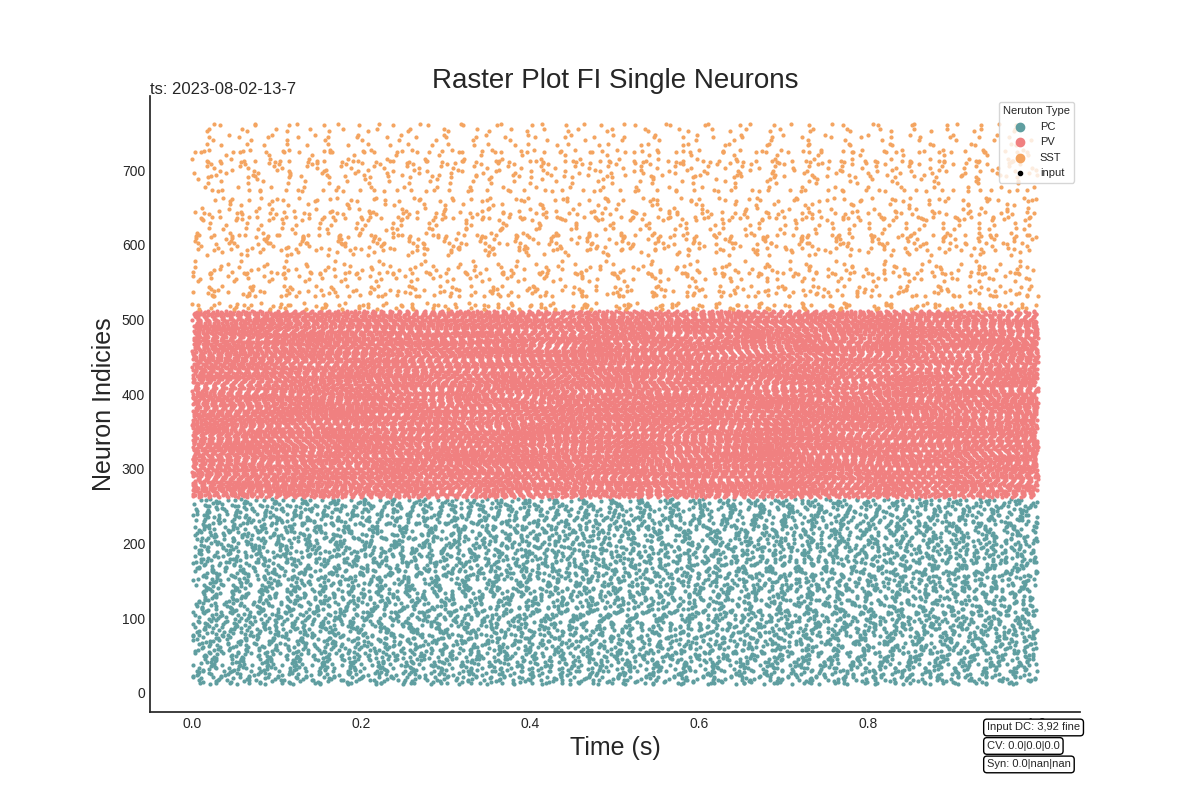 Raster Plot FI Single Neurons
ts: 2023-08-02-13-7
Neruton Type
PC
PV
SST
input
700
600
500
400
300
200
100
0
Neuron Indicies
0.0 0.2 0.4 0.6 0.8
Time (s)
Input DC: 3,92 fine
CV: 0.0|0.0|0.0
Syn: 0.0|nan|nan